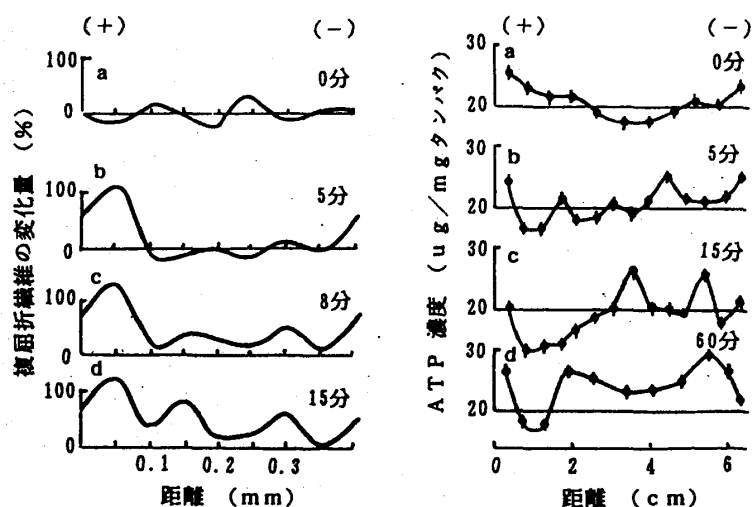 (+) (-)
複屈折繊維の変化量 (%)
100
0
a
0分
100
0
b
5分
100
0
c
8分
100
0
d
15分
0.1 0.2 0.3
距離 (mm)
(+) (-)
ATP 濃度 (ug/mgタンパク)
30
20
a
0分
30
20
b
5分
30
20
c
15分
30
20
d
60分
0 2 4 6
距離 (cm)